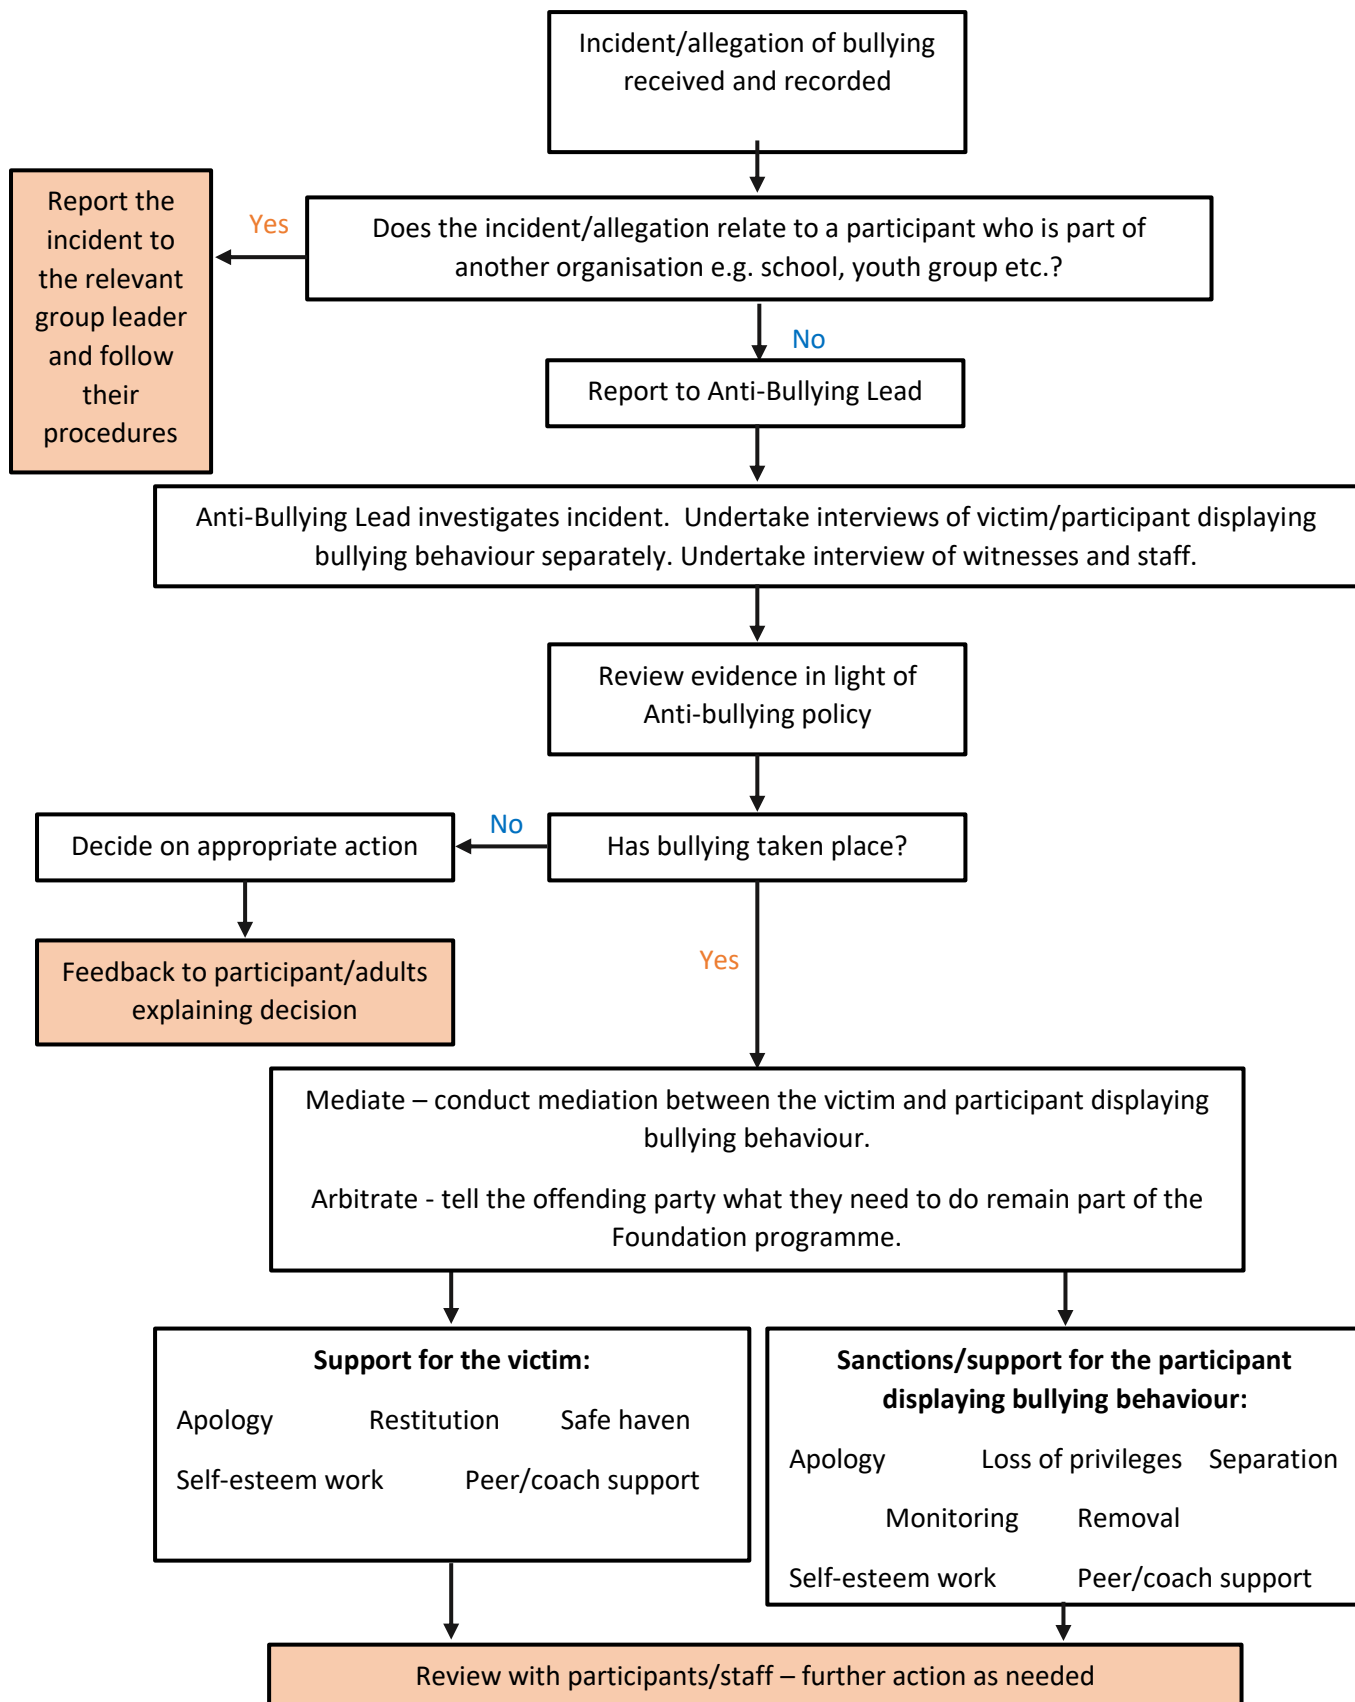 Incident/allegation of bullying
received and recorded
Report the
incident to
the relevant
group leader
and follow
their
procedures
Yes
Does the incident/allegation relate to a participant who is part of
another organisation e.g. school, youth group etc.?
No
Report to Anti-Bullying Lead
Anti-Bullying Lead investigates incident.  Undertake interviews of victim/participant displaying
bullying behaviour separately. Undertake interview of witnesses and staff.
Review evidence in light of
Anti-bullying policy
Decide on appropriate action
No
Has bullying taken place?
Feedback to participant/adults
explaining decision
Yes
Mediate – conduct mediation between the victim and participant displaying
bullying behaviour.
Arbitrate - tell the offending party what they need to do remain part of the
Foundation programme.
Support for the victim:
Apology Restitution Safe haven
Self-esteem work Peer/coach support
Sanctions/support for the participant
displaying bullying behaviour:
Apology Loss of privileges Separation
Monitoring Removal
Self-esteem work Peer/coach support
Review with participants/staff – further action as needed